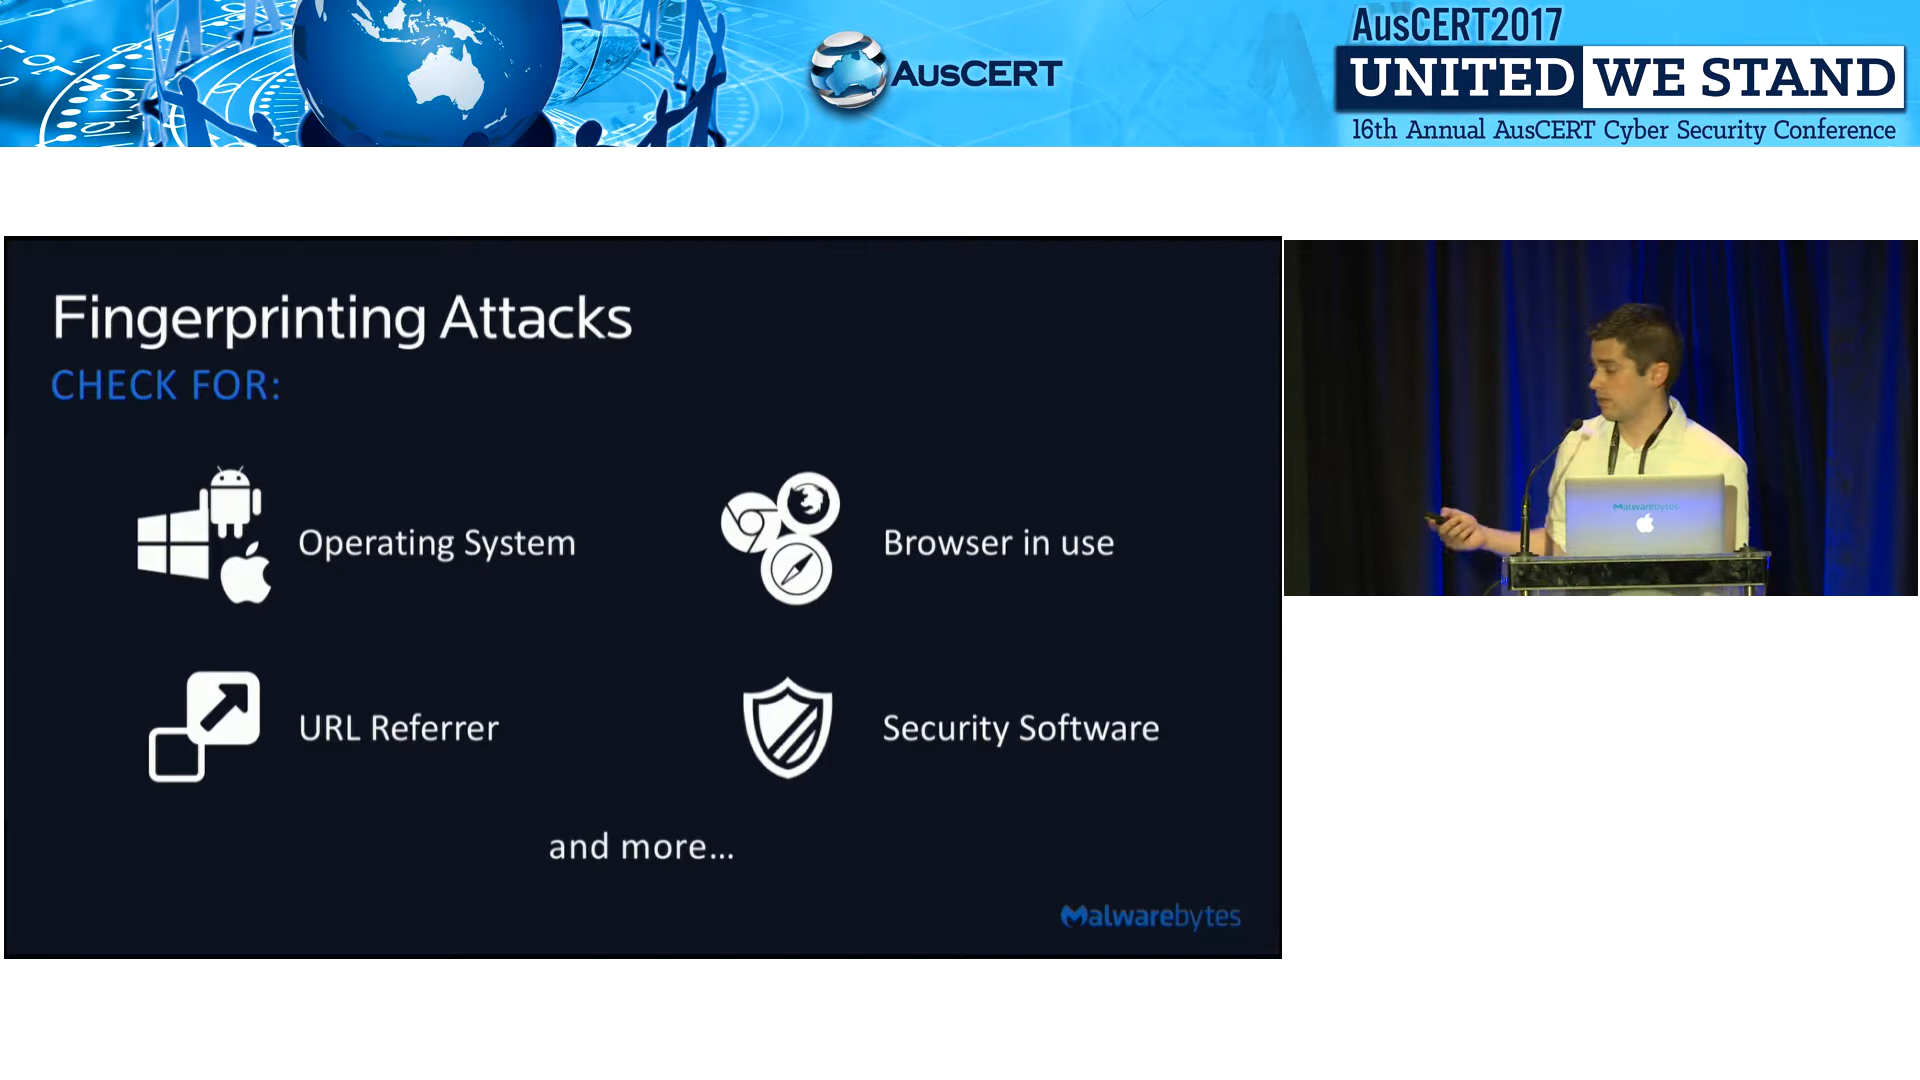 AusCERT2017
AusCERT
UNITED WE STAND
16th Annual AusCERT Cyber Security Conference
Fingerprinting Attacks
CHECK FOR:
Operating System
Browser in use
URL Referrer
Security Software
and more...
Malwarebytes
Malwarebytes